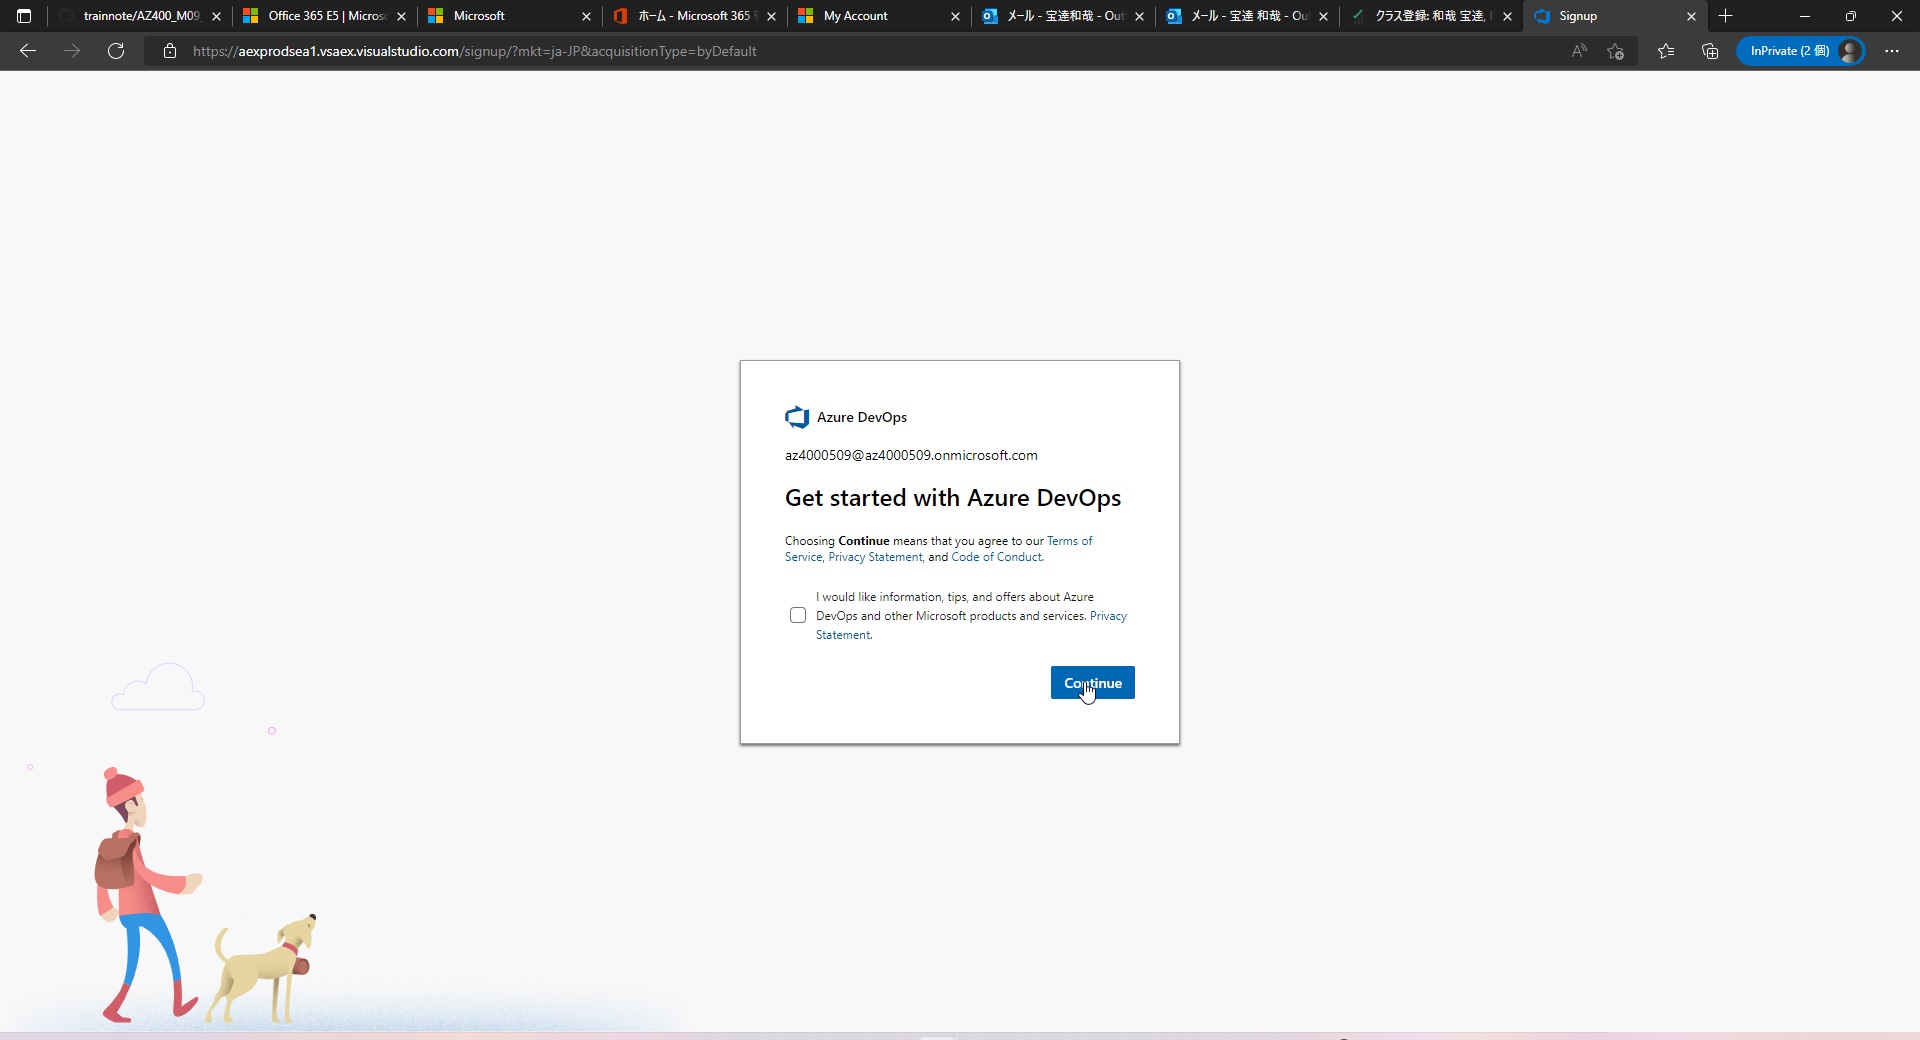 trainnote/AZ400_M09
Office 365 E5 | Micros
Microsoft
ホーム - Microsoft 365
My Account
メール - 宝達和哉 - Out
メール - 宝達 和哉 - Ou
クラス登録: 和哉 宝達,
Signup
https://aexprodsea1.vsaex.visualstudio.com/signup/?mkt=ja-JP&acquisitionType=byDefault
InPrivate (2 個)
Azure DevOps
az4000509@az4000509.onmicrosoft.com
Get started with Azure DevOps
Choosing Continue means that you agree to our Terms of
Service, Privacy Statement, and Code of Conduct.
I would like information, tips, and offers about Azure
DevOps and other Microsoft products and services. Privacy
Statement.
Continue